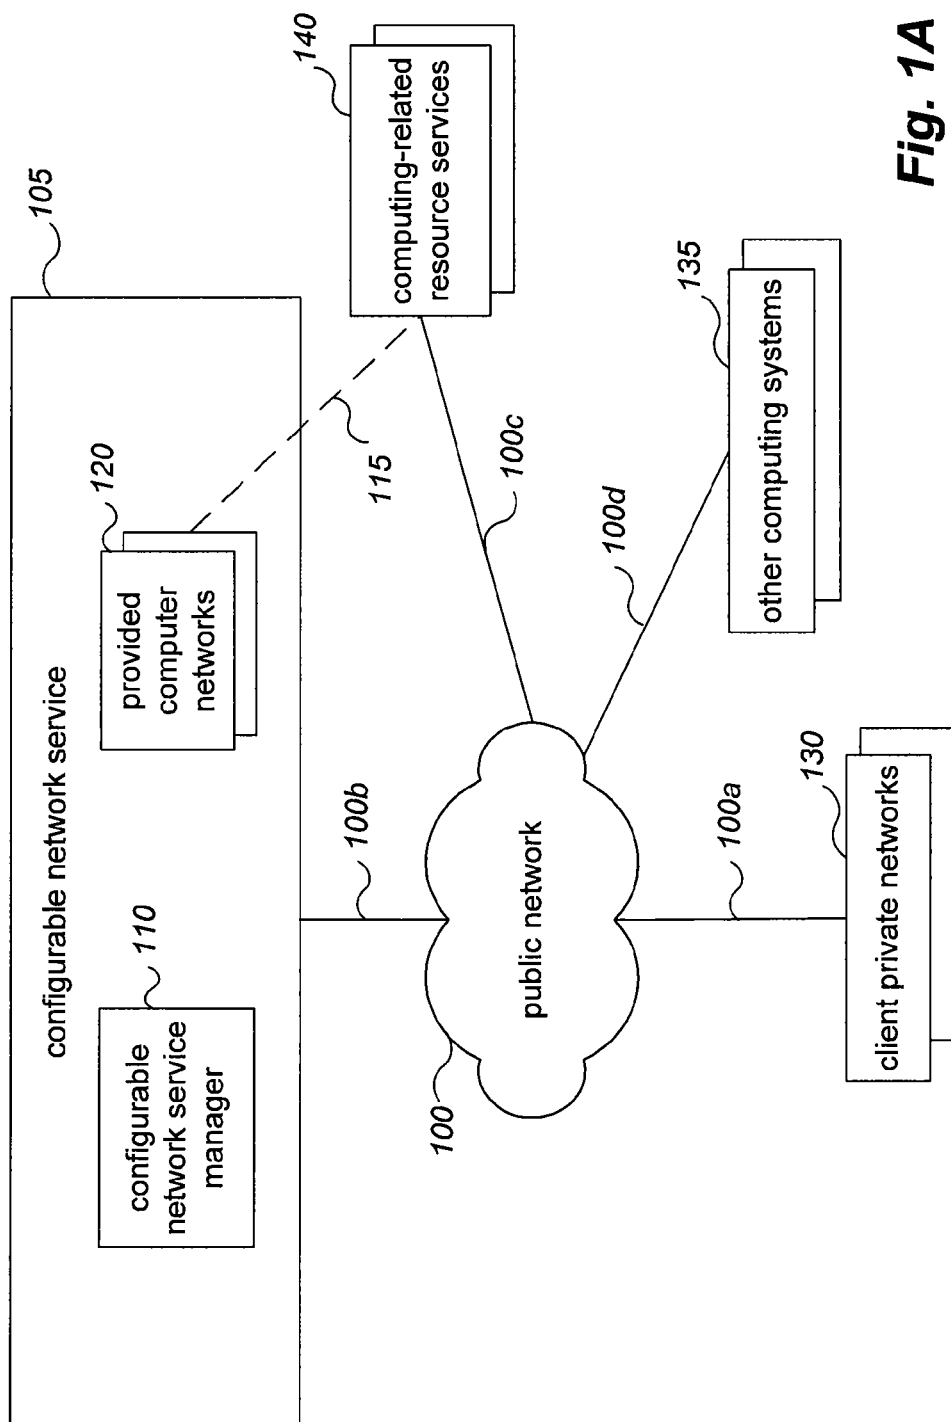 105
configurable network service
110
configurable
network service
manager
120
provided
computer
networks
140
computing-related
resource services
115
100b
100c
100
public network
100d
135
other computing systems
100a
130
client private networks
Fig. 1A